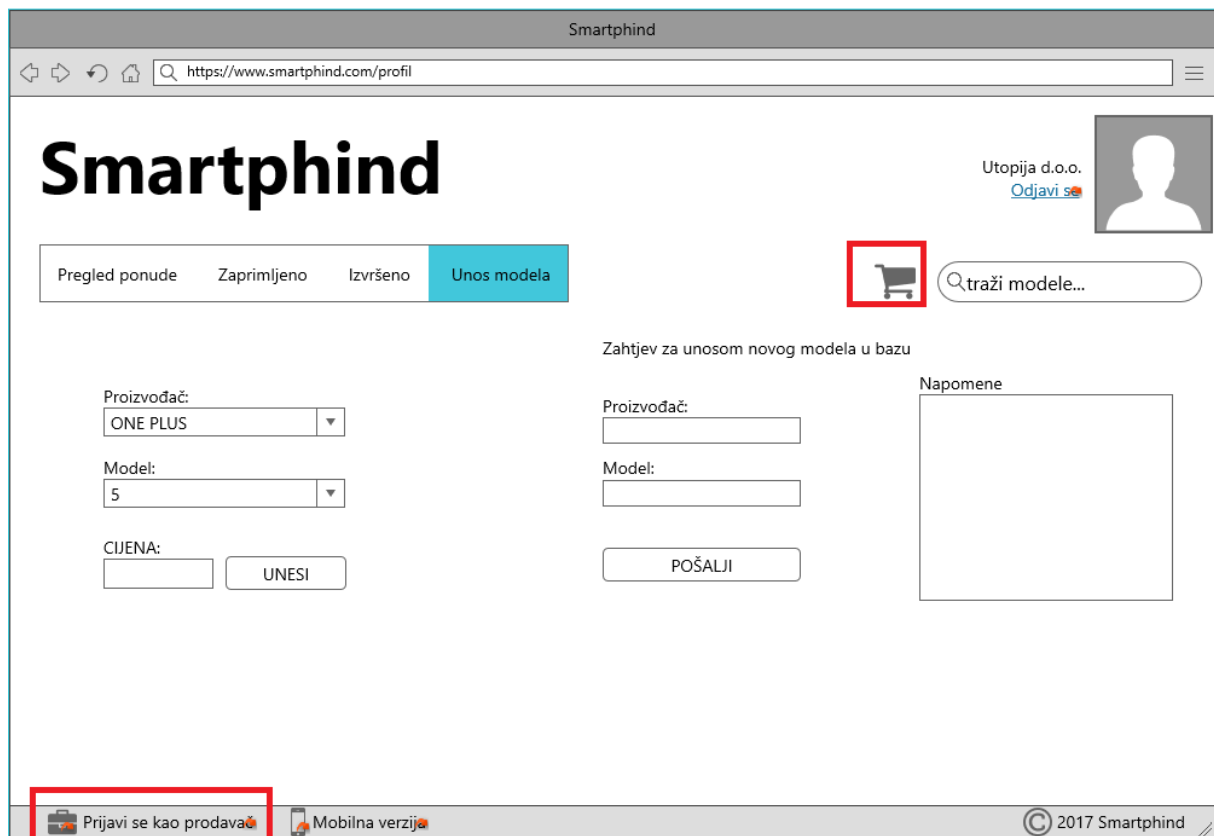 Smartphind
https://www.smartphind.com/profil
Smartphind
Utopija d.o.o.
Odjavi se
Pregled ponude Zaprimljeno Izvršeno Unos modela
traži modele...
Zahtjev za unosom novog modela u bazu
Proizvođač:
ONE PLUS
Model:
5
CIJENA:
UNESI
Proizvođač:
Model:
POŠALJI
Napomene
Prijavi se kao prodavač
Mobilna verzija
© 2017 Smartphind